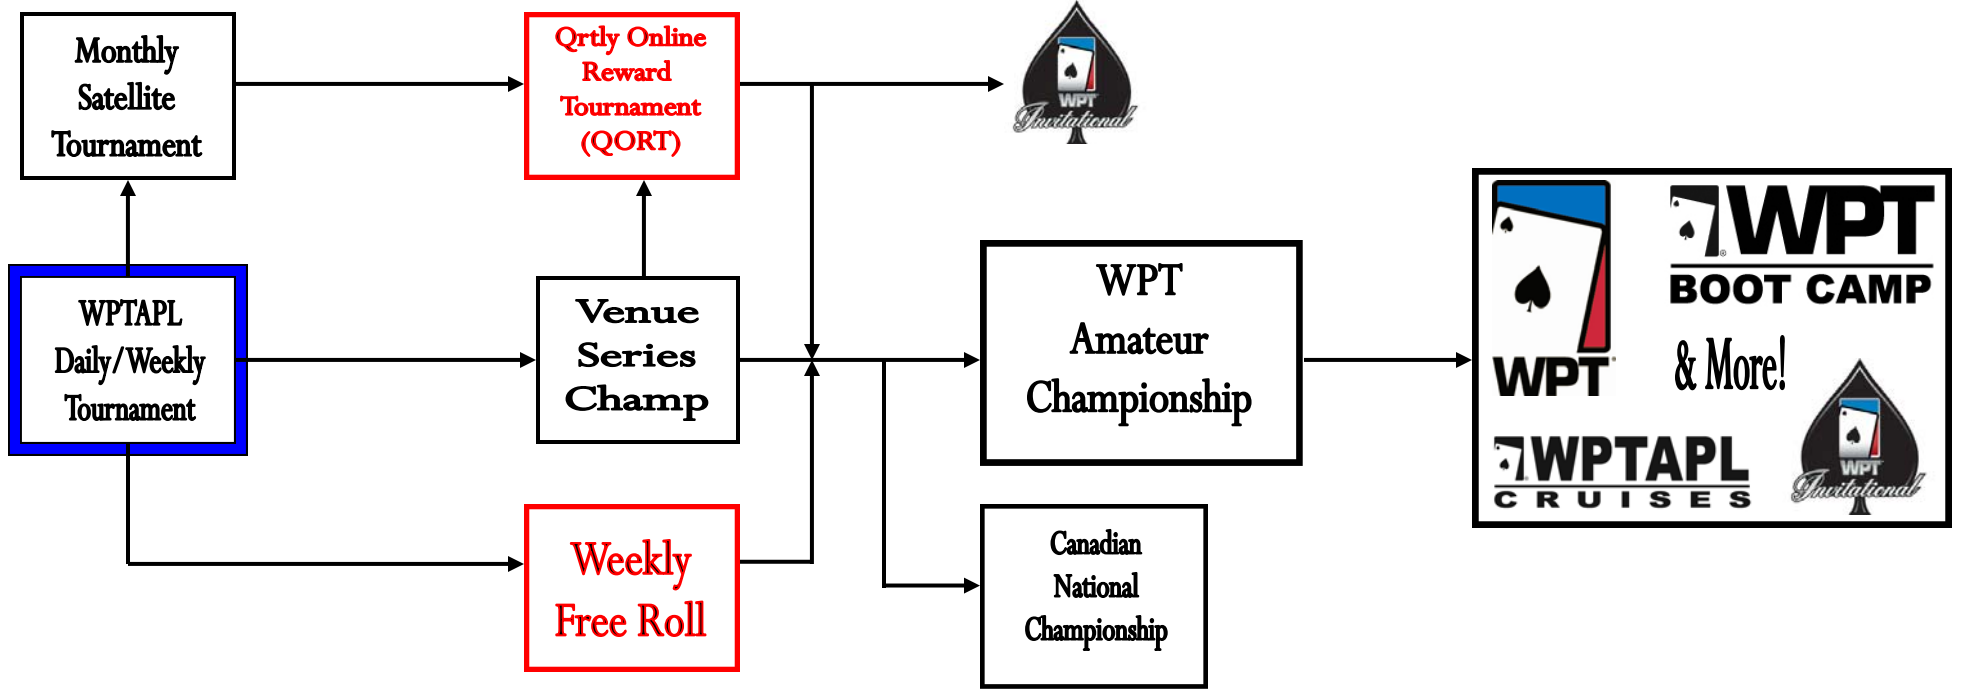 Monthly
Satellite
Tournament
Qrtly Online
Reward
Tournament
(QORT)
WPT
Invitational
WPTAPL
Daily/Weekly
Tournament
Venue
Series
Champ
WPT
Amateur
Championship
Weekly
Free Roll
Canadian
National
Championship
WPT
WPT
BOOT CAMP
& More!
WPTAPL
CRUISES
WPT
Invitational